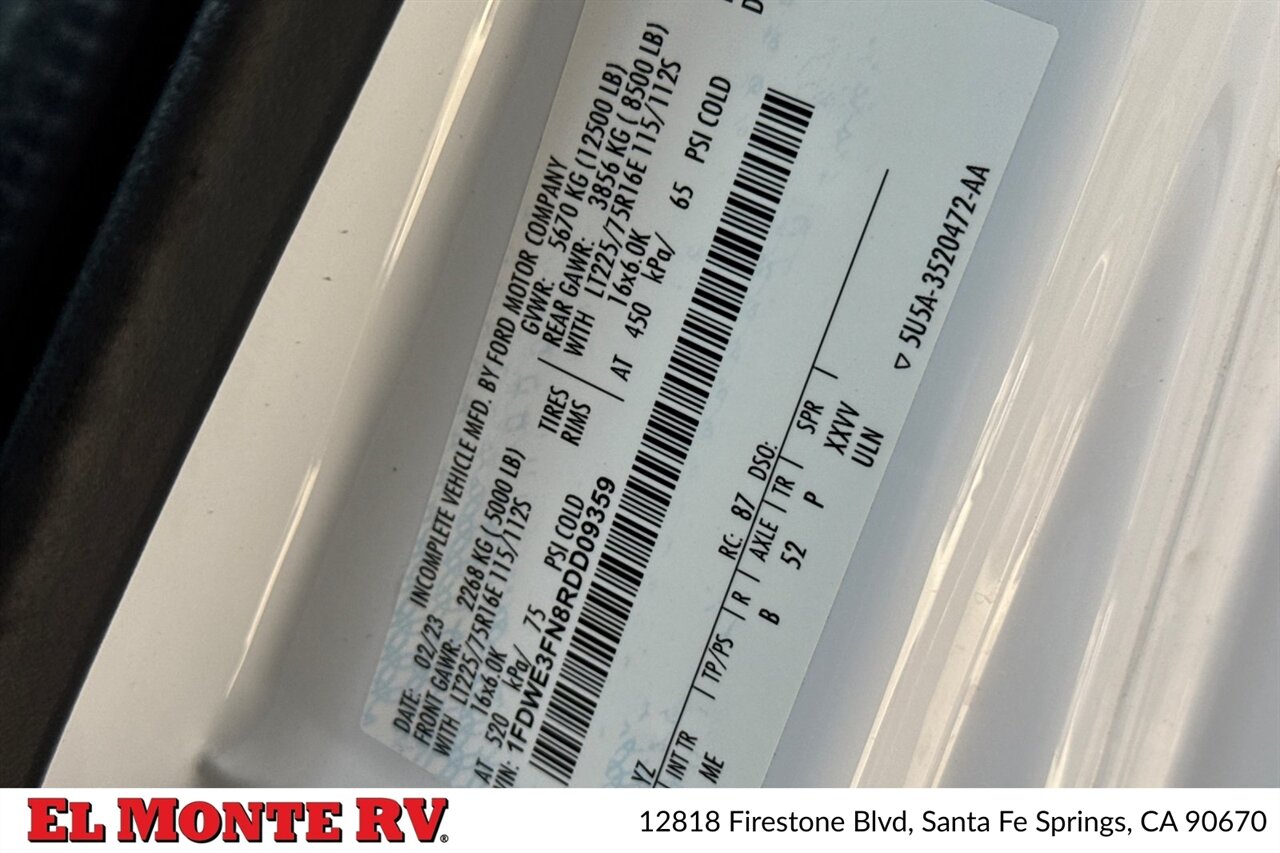 D
DATE: 02/23 INCOMPLETE VEHICLE MFD. BY FORD MOTOR COMPANY
FRONT GAWR: 2268 KG ( 5000 LB) GVWR: 5670 KG (12500 LB)
REAR GAWR: 3856 KG ( 8500 LB)
WITH LT225/75R16E 115/112S TIRES WITH LT225/75R16E 115/112S
16x6.0K RIMS 16x6.0K
AT 520 kPa/ 75 PSI COLD AT 450 kPa/ 65 PSI COLD
VIN: 1FDWE3FN8RDD09359
YZ RC: 87 DSO:
INT TR TP/PS R AXLE TR SPR
ME B 52 P XXVV
ULN
▽ 5U5A-3520472-AA
EL MONTE RV®
12818 Firestone Blvd, Santa Fe Springs, CA 90670